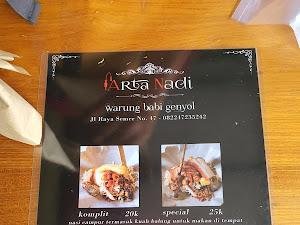 Arta Nadi
warung babi genyol
Jl Raya Semer No. 47 - 082247235242
komplit 20k
special 25k
nasi campur termasuk kuah balung untuk makan di tempat